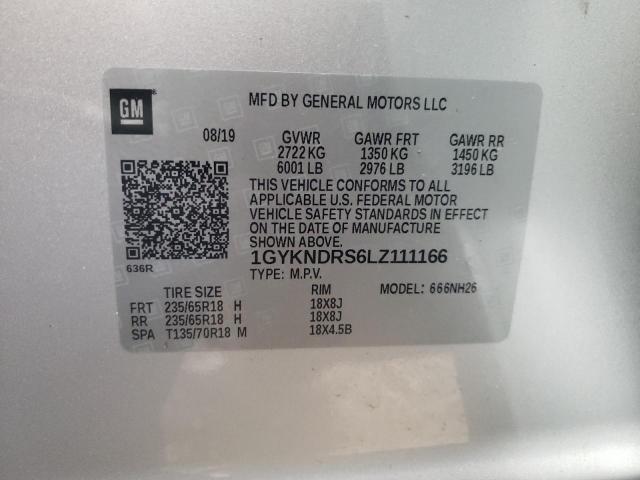 GM
MFD BY GENERAL MOTORS LLC
08/19 GVWR GAWR FRT GAWR RR
2722 KG 1350 KG 1450 KG
6001 LB 2976 LB 3196 LB
THIS VEHICLE CONFORMS TO ALL
APPLICABLE U.S. FEDERAL MOTOR
VEHICLE SAFETY STANDARDS IN EFFECT
ON THE DATE OF MANUFACTURE
SHOWN ABOVE.
636R
1GYKNDRS6LZ111166
TYPE: M.P.V.
TIRE SIZE RIM MODEL: 666NH26
FRT 235/65R18 H 18X8J
RR 235/65R18 H 18X8J
SPA T135/70R18 M 18X4.5B